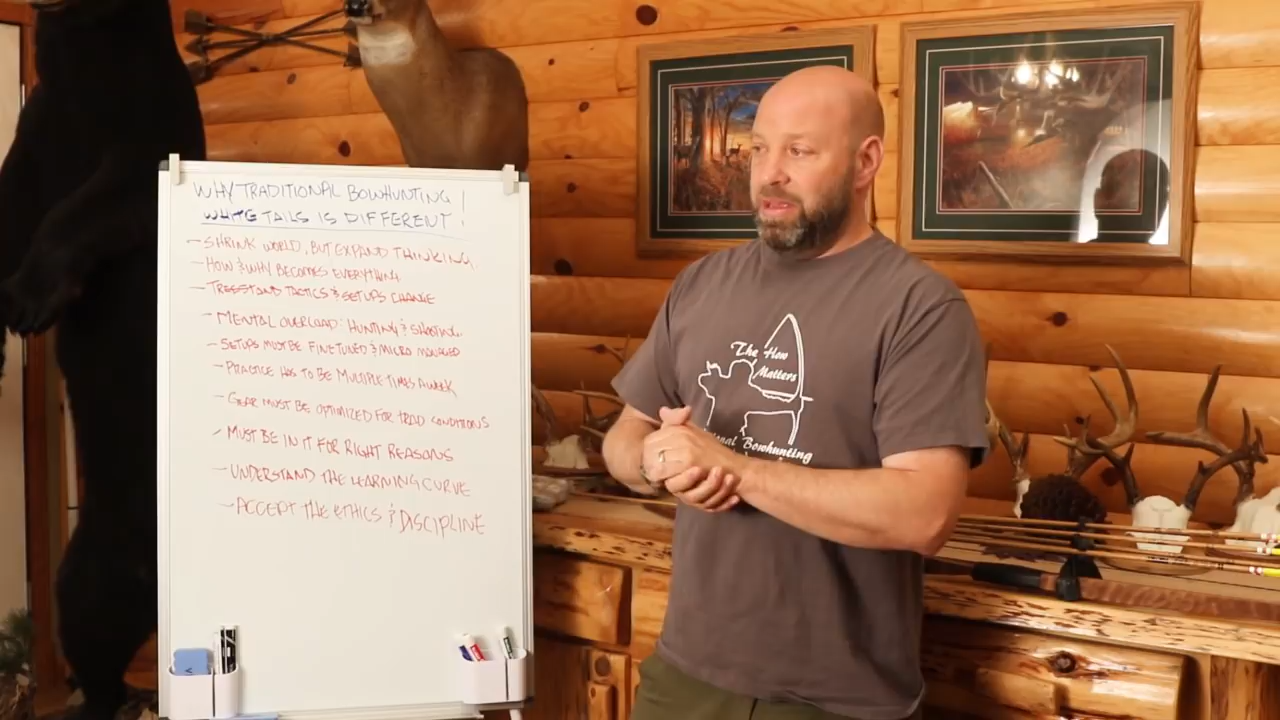 WHY TRADITIONAL BOWHUNTING
WHITETAILS IS DIFFERENT!
- SHRINK WORLD, BUT EXPAND THINKING
- HOW & WHY BECOMES EVERYTHING
- TREESTAND TACTICS & SETUPS CHANGE
- MENTAL OVERLOAD: HUNTING & SHOOTING
- SETUPS MUST BE FINETUNED & MICRO MANAGED
- PRACTICE HAS TO BE MULTIPLE TIMES A WEEK
- GEAR MUST BE OPTIMIZED FOR TRAD CONDITIONS
- MUST BE IN IT FOR RIGHT REASONS
- UNDERSTAND THE LEARNING CURVE
- ACCEPT THE ETHICS & DISCIPLINE
The How
Matters
Bowhunting